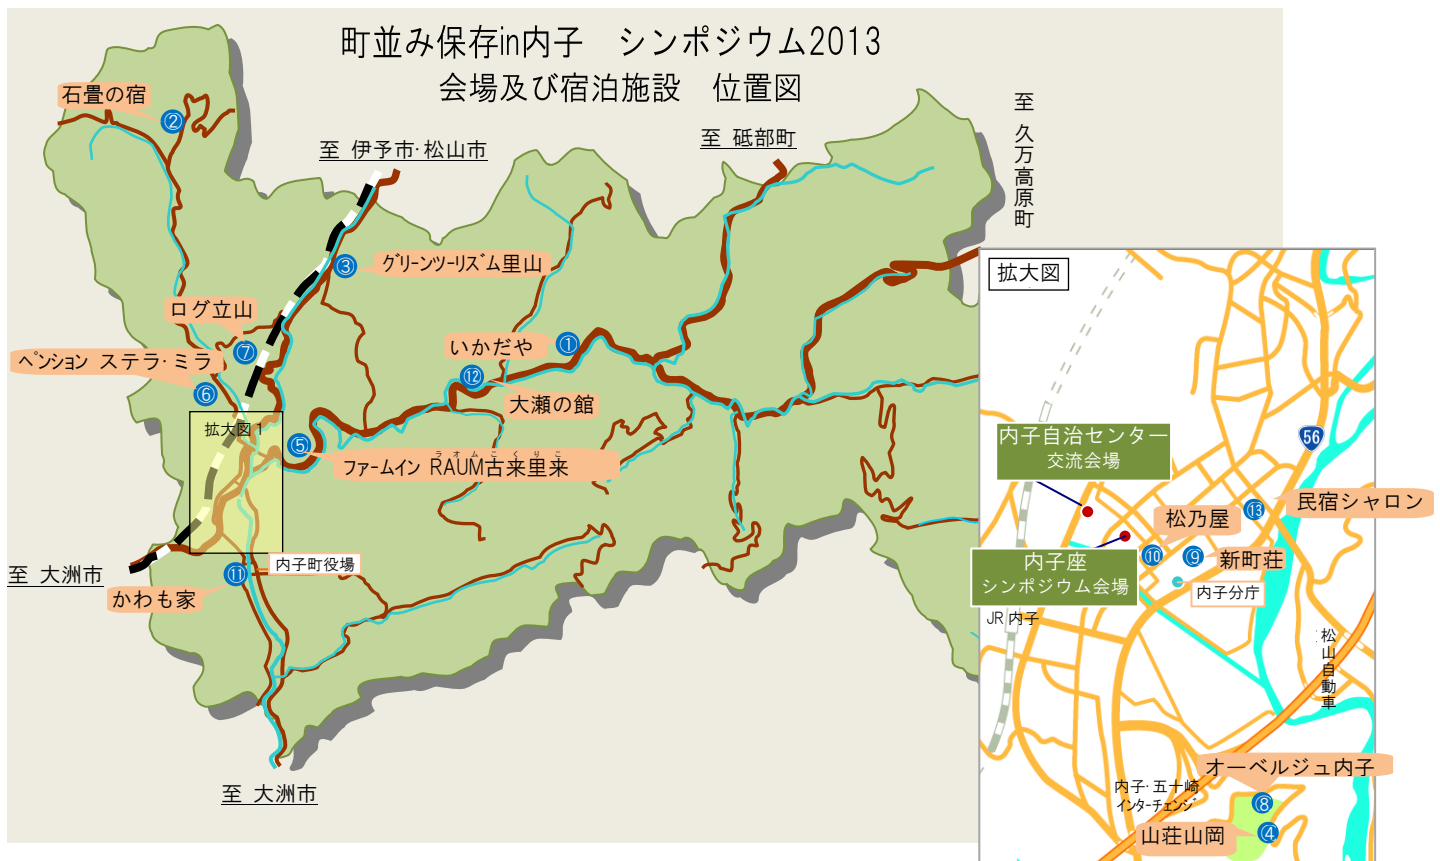 町並み保存in内子　シンポジウム2013
会場及び宿泊施設　位置図
石畳の宿
②
至 伊予市・松山市
至 砥部町
至 久万高原町
③
グリーンツーリズム里山
ログ立山
⑦
ペンション ステラ・ミラ
⑥
いかだや
①
⑫
大瀬の館
拡大図1
⑤
ラオムこくりこ
ファームイン RAUM古来里来
至 大洲市
内子町役場
⑪
かわも家
至 大洲市
拡大図
56
内子自治センター
交流会場
民宿シャロン
⑬
松乃屋
⑩
⑨
新町荘
内子座
シンポジウム会場
内子分庁
JR 内子
松山自動車
オーベルジュ内子
内子・五十崎
インターチェンジ
⑧
④
山荘山岡